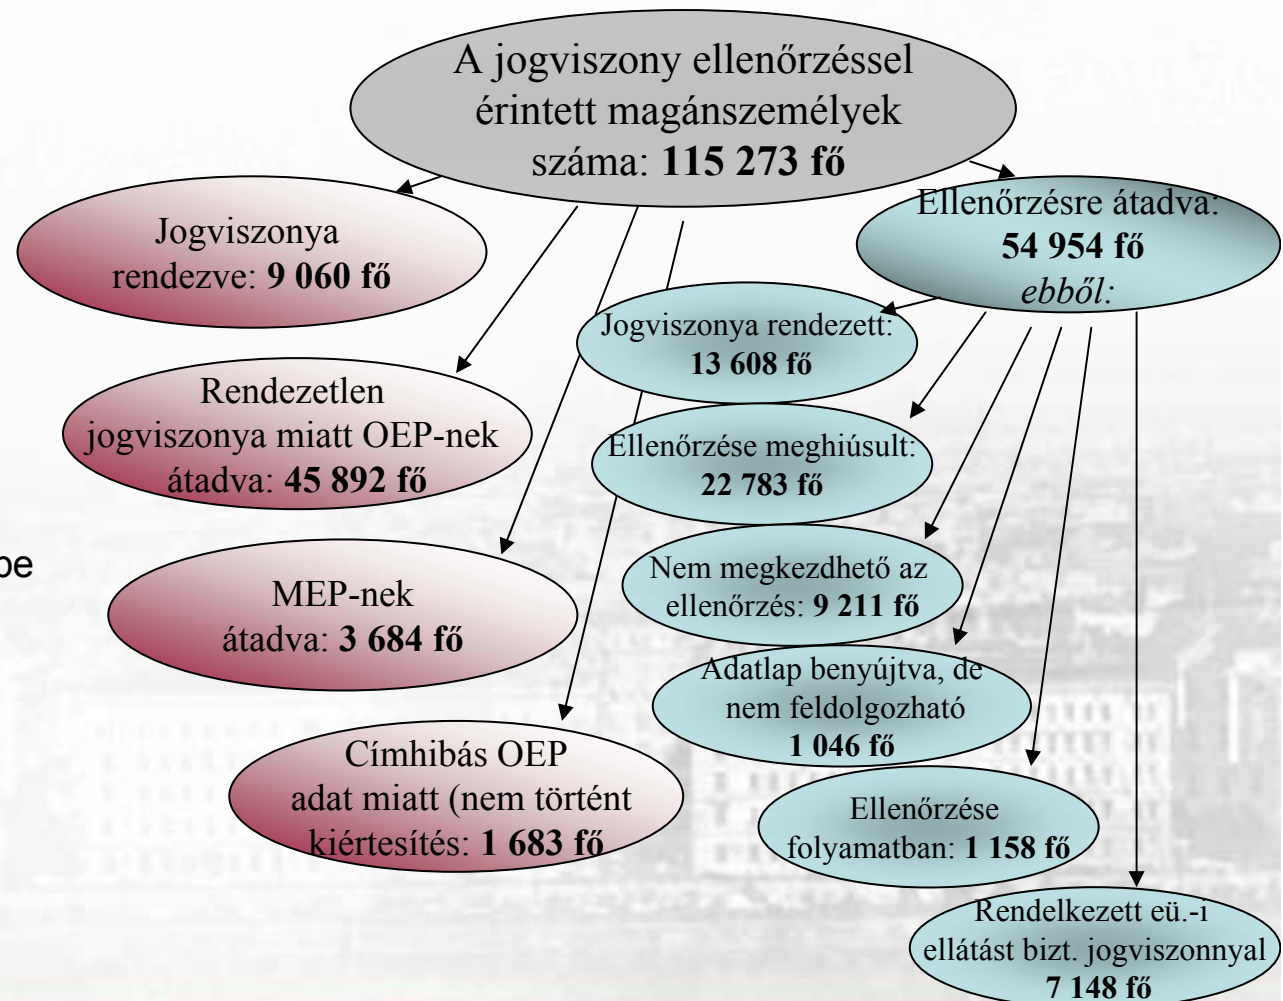 A jogviszony ellenőrzéssel
érintett magánszemélyek
száma: 115 273 fő
Jogviszonya
rendezve: 9 060 fő
Rendezetlen
jogviszonya miatt OEP-nek
átadva: 45 892 fő
MEP-nek
átadva: 3 684 fő
Címhibás OEP
adat miatt (nem történt
kiértesítés: 1 683 fő
Ellenőrzésre átadva:
54 954 fő
ebből:
Jogviszonya rendezett:
13 608 fő
Ellenőrzése meghiúsult:
22 783 fő
Nem megkezdhető az
ellenőrzés: 9 211 fő
Adatlap benyújtva, de
nem feldolgozható
1 046 fő
Ellenőrzése
folyamatban: 1 158 fő
Rendelkezett eü.-i
ellátást bizt. jogviszonnyal
7 148 fő